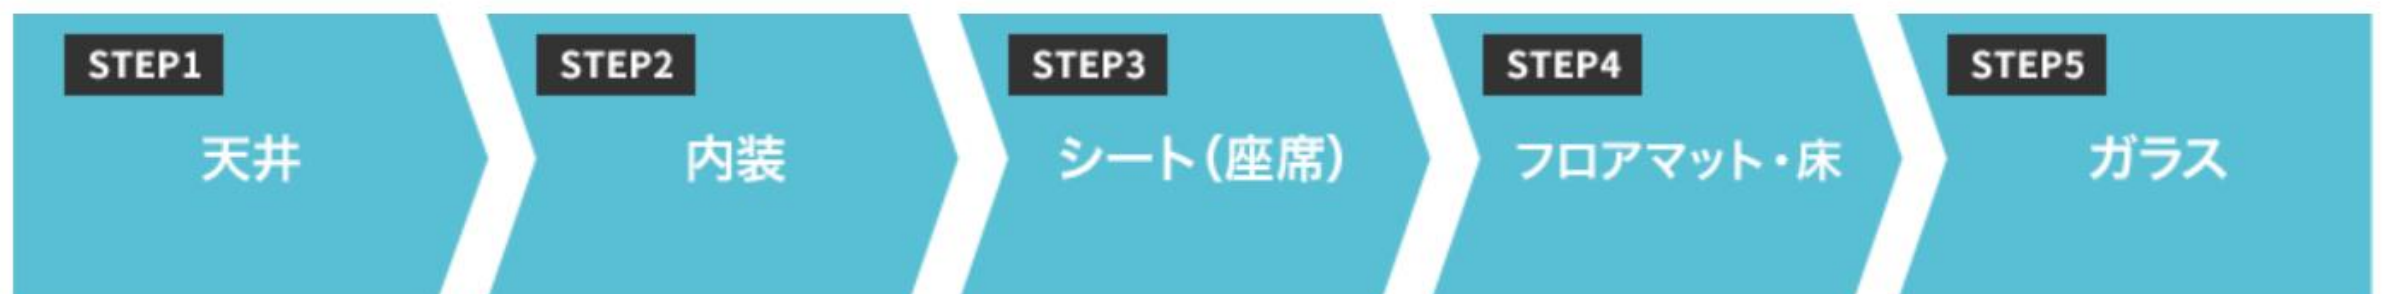 STEP1
天井
STEP2
内装
STEP3
シート(座席)
STEP4
フロアマット・床
STEP5
ガラス